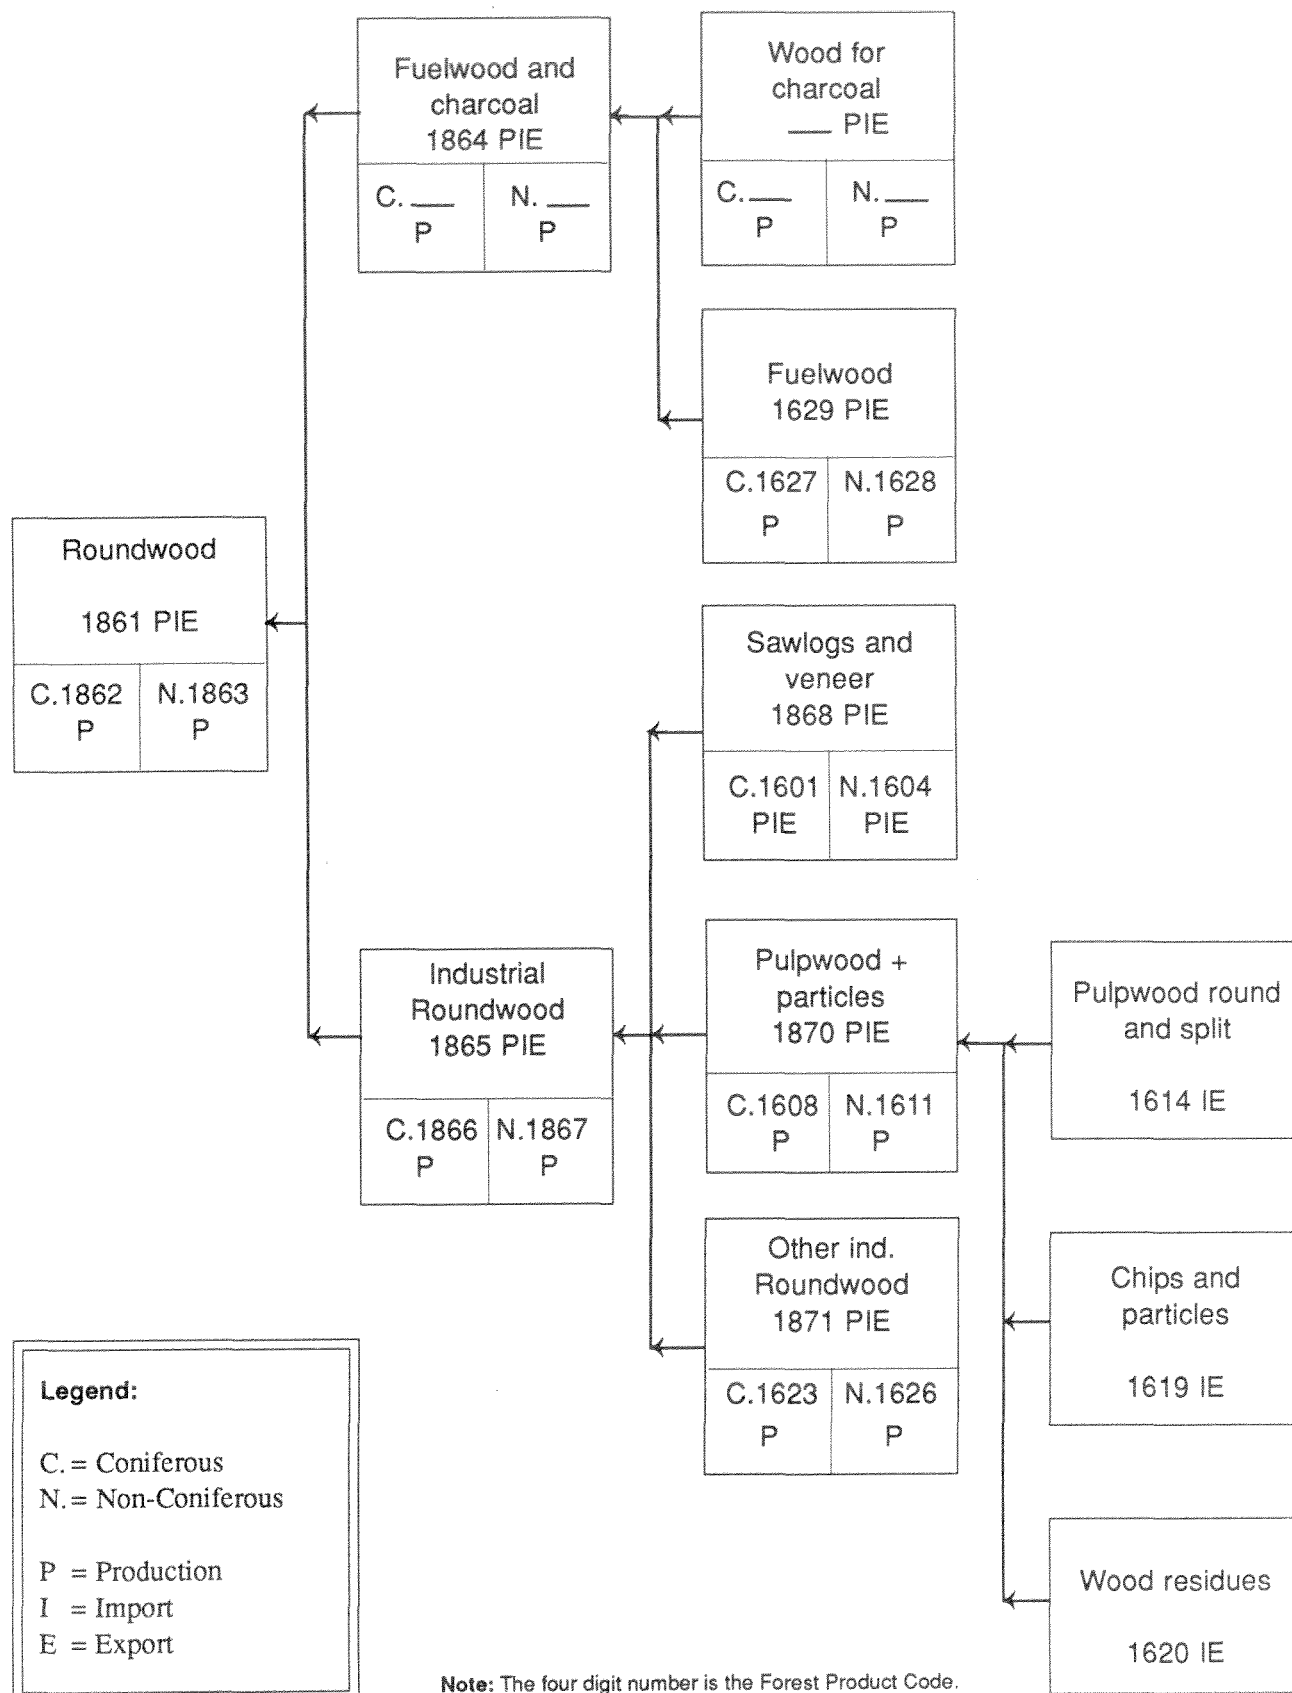 Fuelwood and
charcoal
1864 PIE
C. ___
P
N. ___
P
Wood for
charcoal
___ PIE
C. ___
P
N. ___
P
Fuelwood
1629 PIE
C.1627
P
N.1628
P
Roundwood
1861 PIE
C.1862
P
N.1863
P
Sawlogs and
veneer
1868 PIE
C.1601
PIE
N.1604
PIE
Industrial
Roundwood
1865 PIE
C.1866
P
N.1867
P
Pulpwood +
particles
1870 PIE
C.1608
P
N.1611
P
Pulpwood round
and split
1614 IE
Other ind.
Roundwood
1871 PIE
C.1623
P
N.1626
P
Chips and
particles
1619 IE
Wood residues
1620 IE
Legend:
C. = Coniferous
N. = Non-Coniferous
P = Production
I = Import
E = Export
Note: The four digit number is the Forest Product Code.